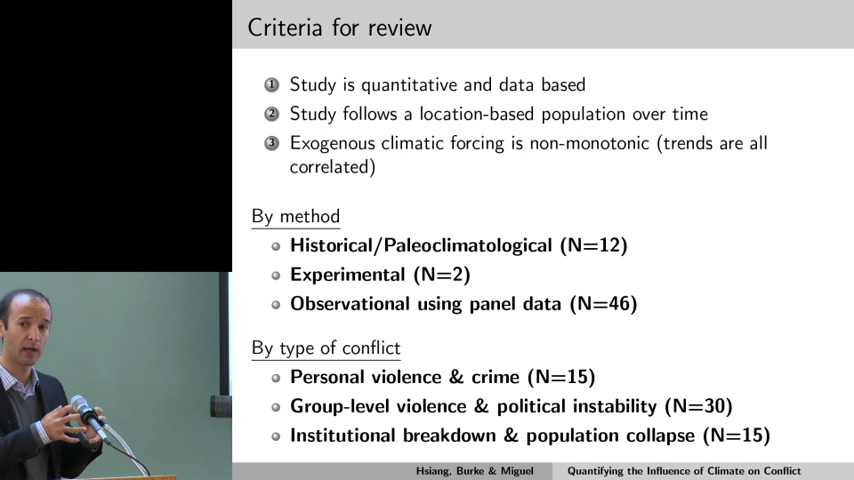 Criteria for review
1 Study is quantitative and data based
2 Study follows a location-based population over time
3 Exogenous climatic forcing is non-monotonic (trends are all
correlated)
By method
Historical/Paleoclimatological (N=12)
Experimental (N=2)
Observational using panel data (N=46)
By type of conflict
Personal violence & crime (N=15)
Group-level violence & political instability (N=30)
Institutional breakdown & population collapse (N=15)
Hsiang, Burke & Miguel Quantifying the Influence of Climate on Conflict